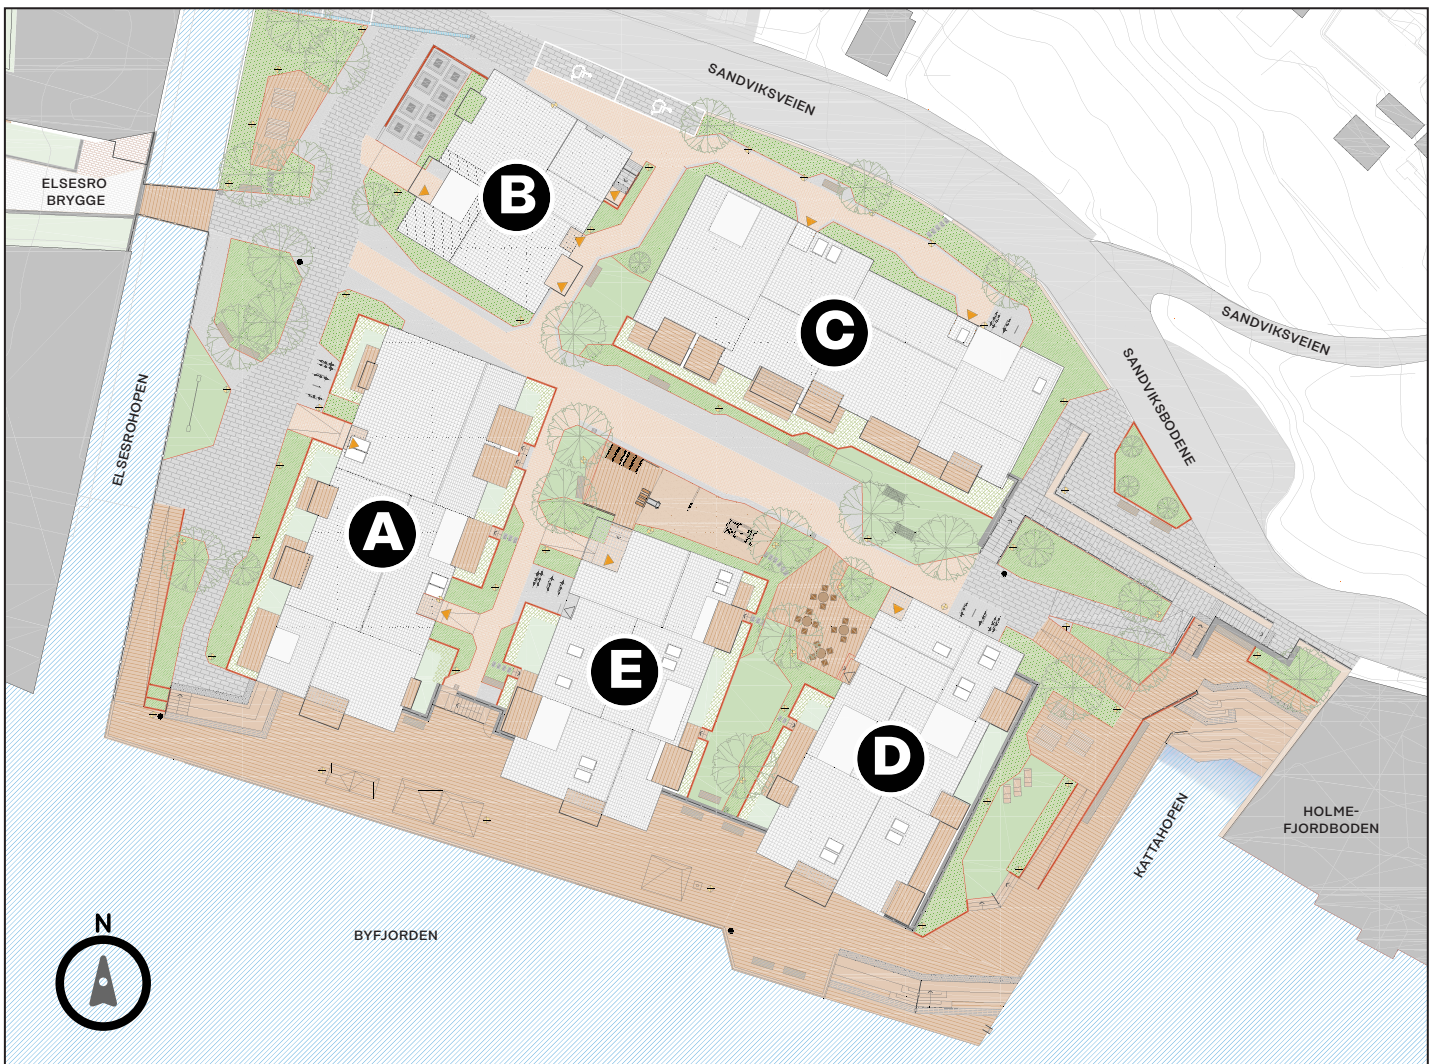 SANDVIKSVEIEN
B
ELSESRO
BRYGGE
C
SANDVIKSVEIEN
SANDVIKSBODENE
ELSESROHOPEN
A
E
D
KATTAHOPEN
HOLME-
FJORDBODEN
N
BYFJORDEN